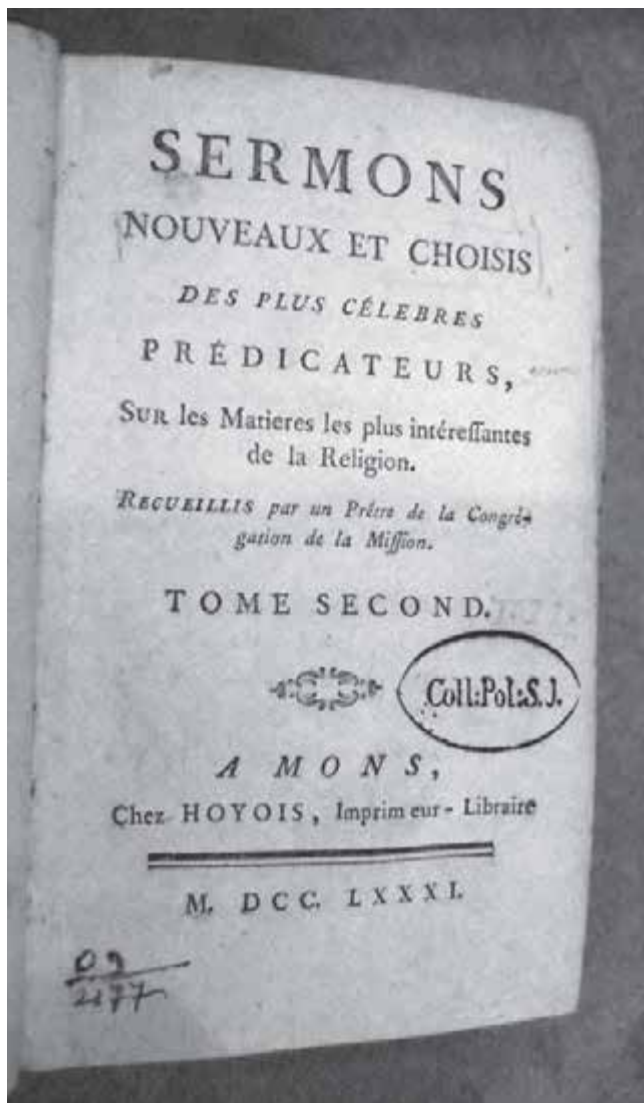 SERMONS
NOUVEAUX ET CHOISIS
DES PLUS CÉLEBRES
PRÉDICATEURS,
SUR les Matieres les plus intéreſſantes
de la Religion.
RECUEILLIS par un Prêtre de la Congré-
gation de la Miſſion.
TOME SECOND.
Coll:Pol:S.J.
A MONS,
Chez HOYOIS, Imprimeur-Libraire
M. DCC. LXXXI.
09